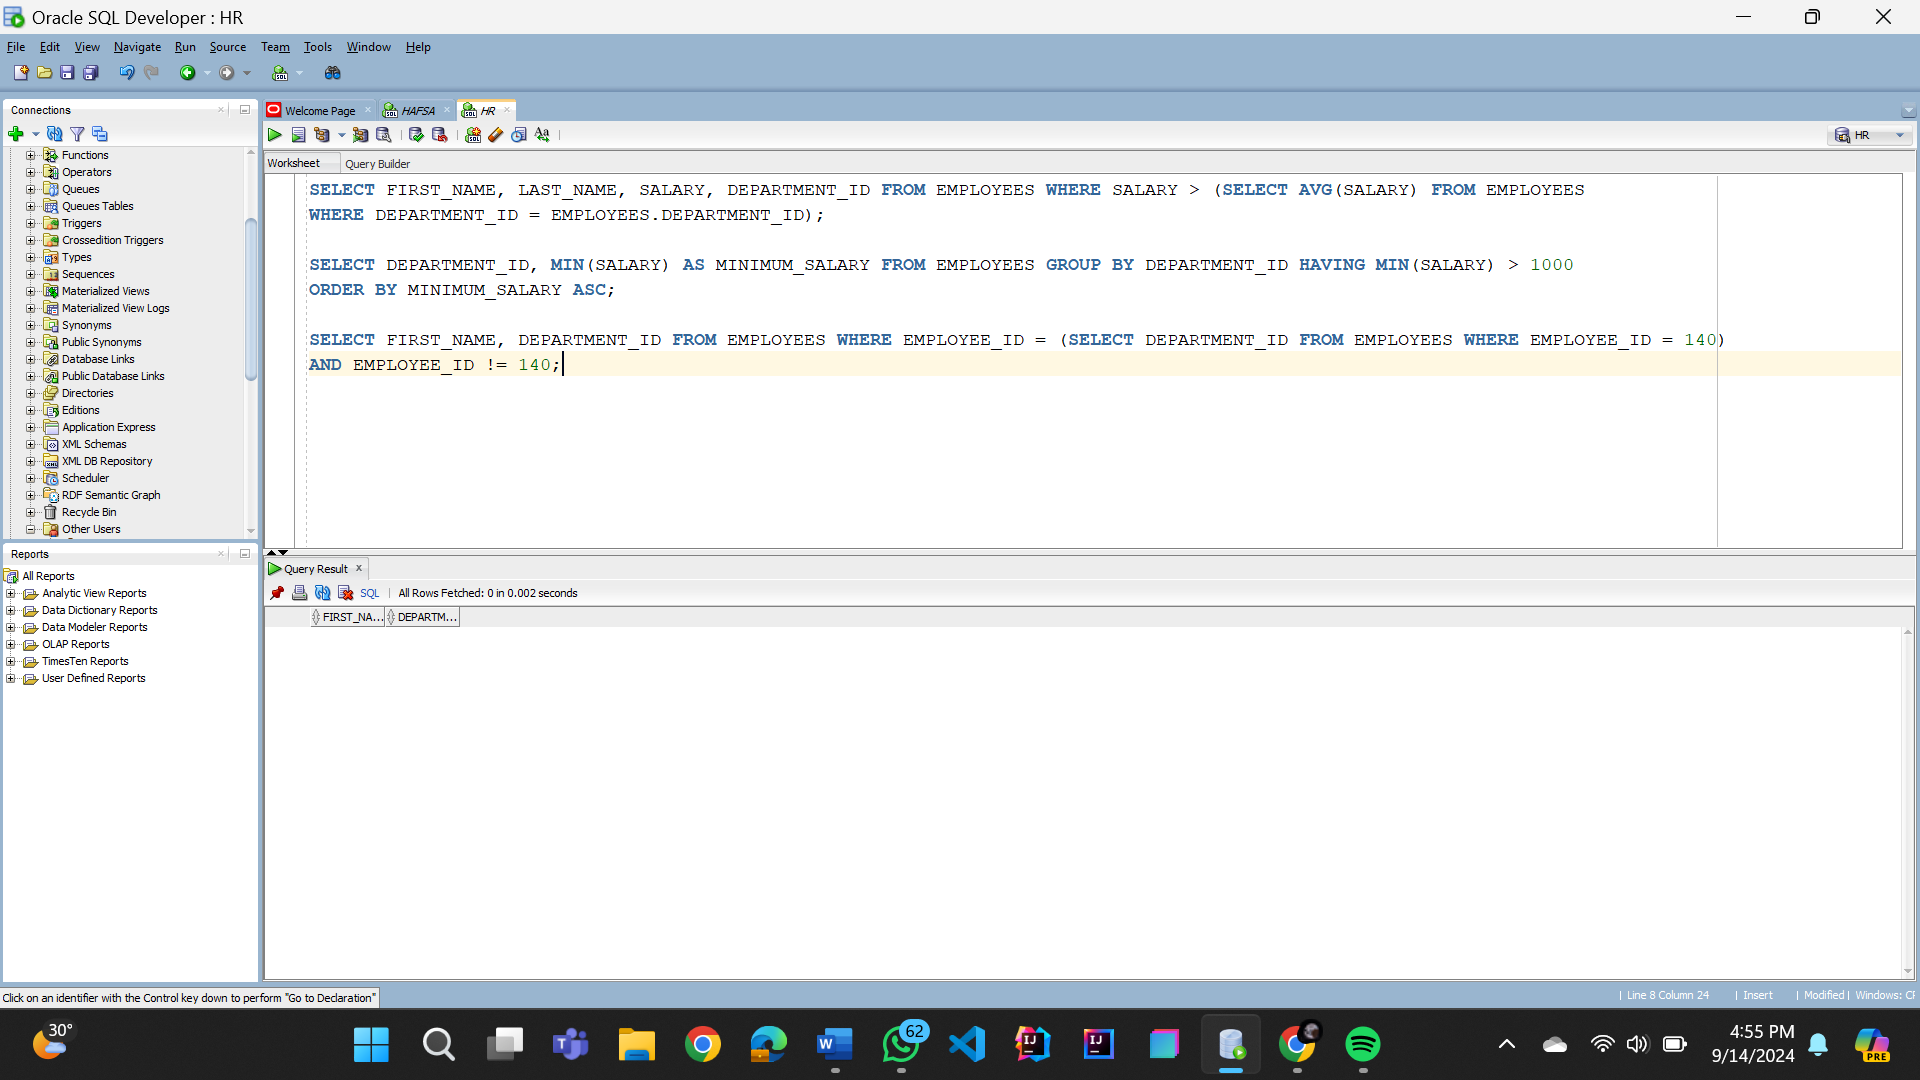 Oracle SQL Developer : HR
File Edit View Navigate Run Source Team Tools Window Help
Connections
Functions
Operators
Queues
Queues Tables
Triggers
Crossedition Triggers
Types
Sequences
Materialized Views
Materialized View Logs
Synonyms
Public Synonyms
Database Links
Public Database Links
Directories
Editions
Application Express
XML Schemas
XML DB Repository
Scheduler
RDF Semantic Graph
Recycle Bin
Other Users
Reports
All Reports
Analytic View Reports
Data Dictionary Reports
Data Modeler Reports
OLAP Reports
TimesTen Reports
User Defined Reports
Welcome Page HAFSA HR
HR
Worksheet Query Builder
SELECT FIRST_NAME, LAST_NAME, SALARY, DEPARTMENT_ID FROM EMPLOYEES WHERE SALARY > (SELECT AVG(SALARY) FROM EMPLOYEES
WHERE DEPARTMENT_ID = EMPLOYEES.DEPARTMENT_ID);
SELECT DEPARTMENT_ID, MIN(SALARY) AS MINIMUM_SALARY FROM EMPLOYEES GROUP BY DEPARTMENT_ID HAVING MIN(SALARY) > 1000
ORDER BY MINIMUM_SALARY ASC;
SELECT FIRST_NAME, DEPARTMENT_ID FROM EMPLOYEES WHERE EMPLOYEE_ID = (SELECT DEPARTMENT_ID FROM EMPLOYEES WHERE EMPLOYEE_ID = 140)
AND EMPLOYEE_ID != 140;
Query Result x
SQL | All Rows Fetched: 0 in 0.002 seconds
FIRST_NA... DEPARTM...
Click on an identifier with the Control key down to perform "Go to Declaration"
| Line 8 Column 24 | Insert | Modified | Windows: CF
30°
62
4:55 PM
9/14/2024
PRE